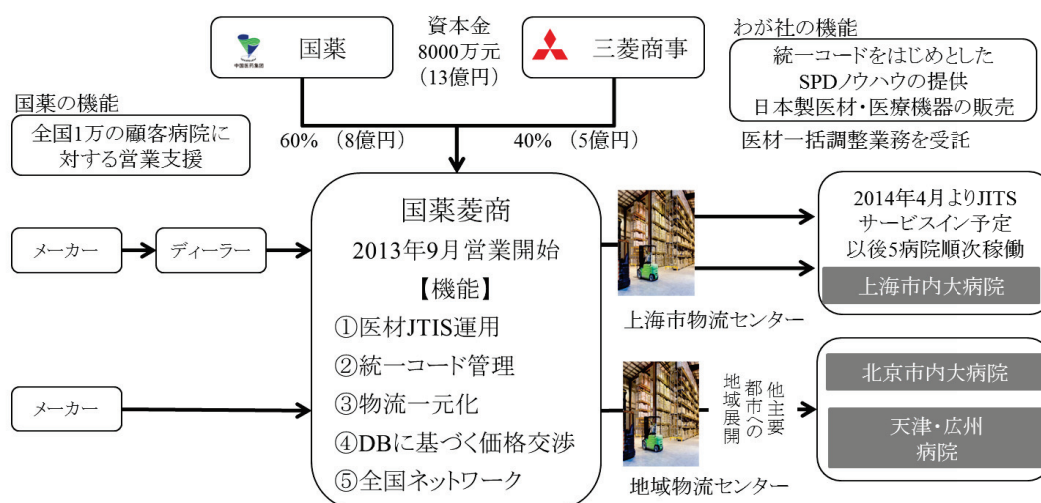 国薬
中国医药集团
資本金
8000万元
(13億円)
三菱商事
わが社の機能
統一コードをはじめとした
SPDノウハウの提供
日本製医材・医療機器の販売
医材一括調整業務を受託
国薬の機能
全国1万の顧客病院に
対する営業支援
60% (8億円)
40% (5億円)
メーカー
ディーラー
国薬菱商
2013年9月営業開始
【機能】
①医材JTIS運用
②統一コード管理
③物流一元化
④DBに基づく価格交渉
⑤全国ネットワーク
上海市物流センター
2014年4月よりJITS
サービスイン予定
以後5病院順次稼働
上海市内大病院
メーカー
地域物流センター
他主要
都市への
地域展開
北京市内大病院
天津・広州
病院